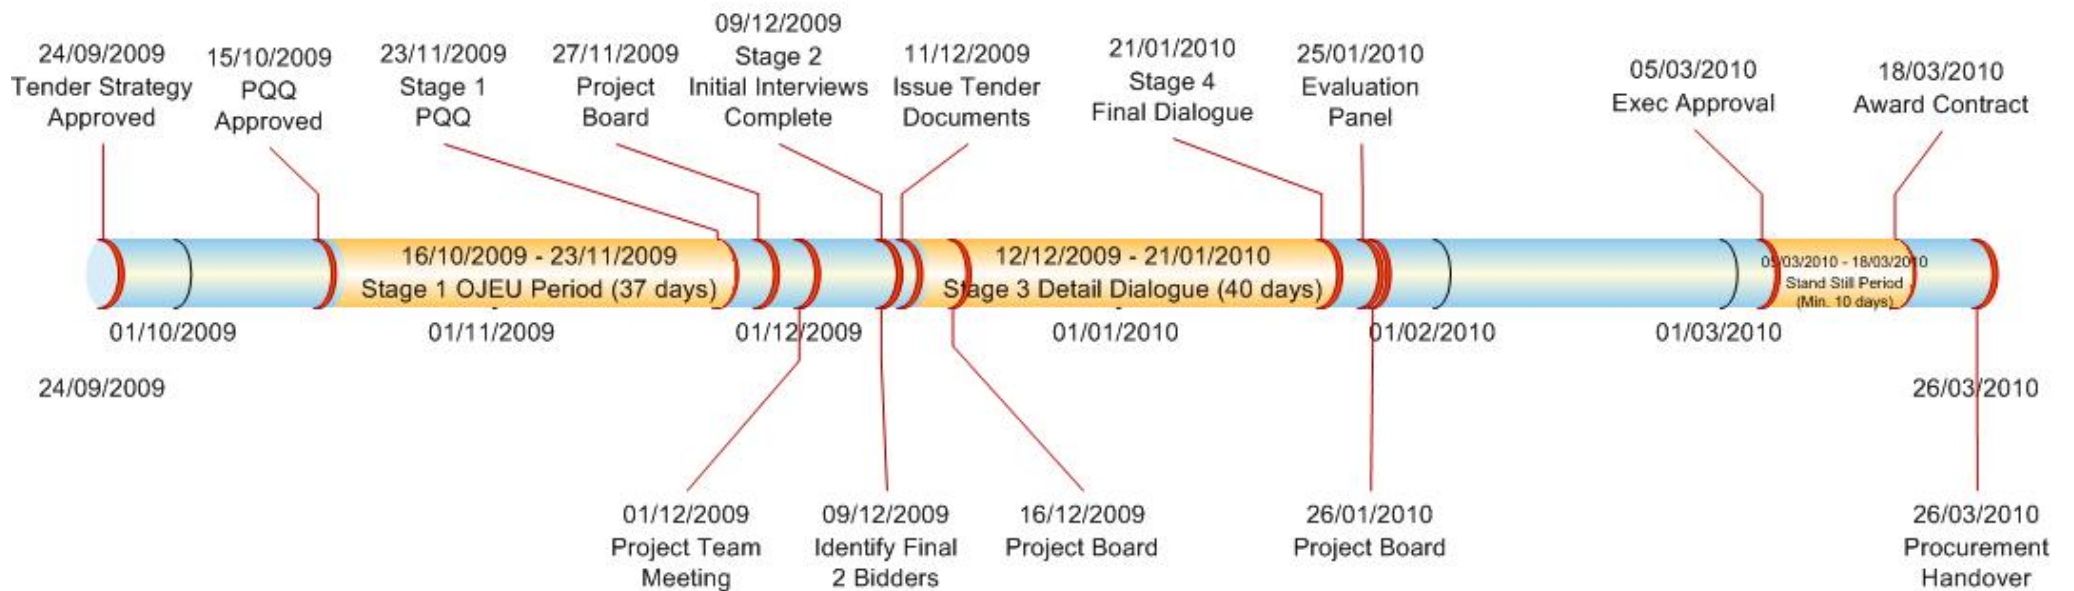 24/09/2009
Tender Strategy
Approved
15/10/2009
PQQ
Approved
23/11/2009
Stage 1
PQQ
27/11/2009
Project
Board
09/12/2009
Stage 2
Initial Interviews
Complete
11/12/2009
Issue Tender
Documents
21/01/2010
Stage 4
Final Dialogue
25/01/2010
Evaluation
Panel
05/03/2010
Exec Approval
18/03/2010
Award Contract
16/10/2009 - 23/11/2009
Stage 1 OJEU Period (37 days)
12/12/2009 - 21/01/2010
Stage 3 Detail Dialogue (40 days)
05/03/2010 - 18/03/2010
Stand Still Period
(Min. 10 days)
01/10/2009
01/11/2009
01/12/2009
01/01/2010
01/02/2010
01/03/2010
24/09/2009
26/03/2010
01/12/2009
Project Team
Meeting
09/12/2009
Identify Final
2 Bidders
16/12/2009
Project Board
26/01/2010
Project Board
26/03/2010
Procurement
Handover